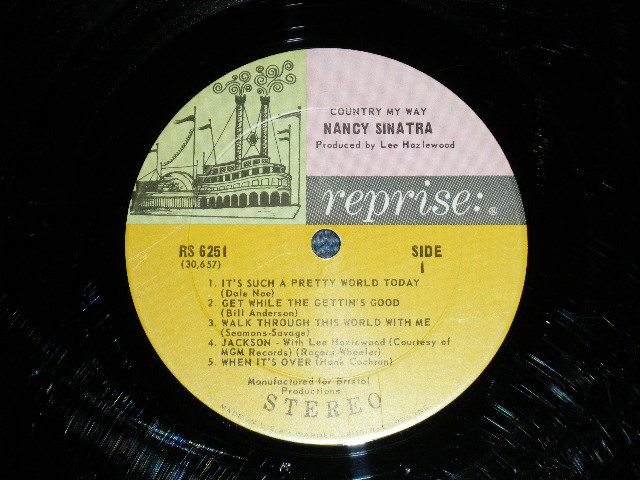 COUNTRY MY WAY
NANCY SINATRA
Produced by Lee Hazlewood
reprise:
RS 6251
(30,657)
SIDE
1
1. IT'S SUCH A PRETTY WORLD TODAY
(Dale Noe)
2. GET WHILE THE GETTIN'S GOOD
(Bill Anderson)
3. WALK THROUGH THIS WORLD WITH ME
(Seamons-Savage)
4. JACKSON - With Lee Hazlewood (Courtesy of
MGM Records) (Rogers-Wheeler)
5. WHEN IT'S OVER (Hank Cochran)
Manufactured for Bristol
Productions
STEREO
MADE IN U.S.A.